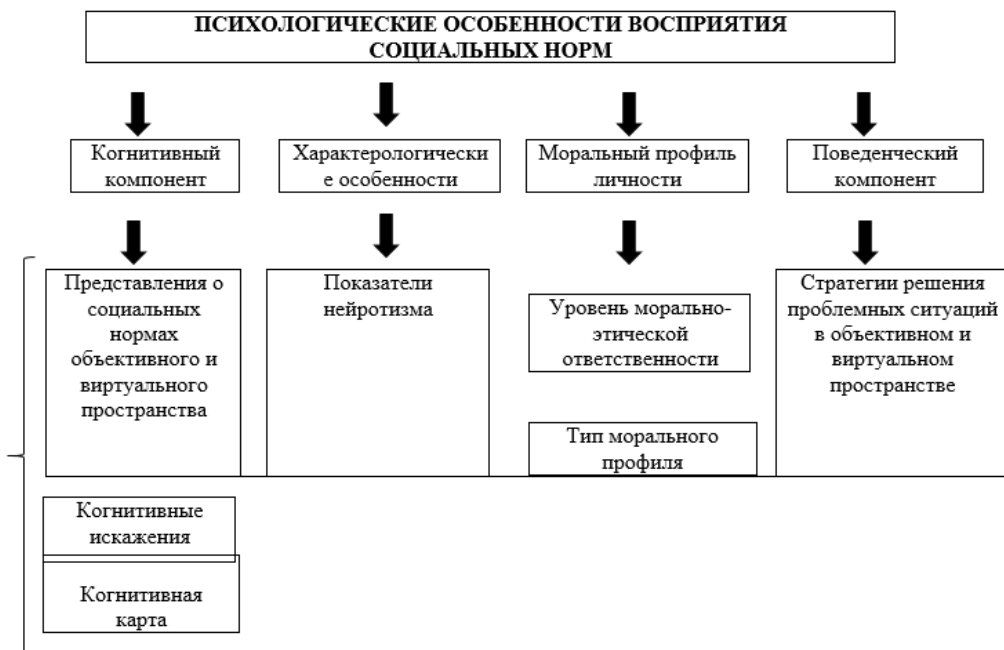 ПСИХОЛОГИЧЕСКИЕ ОСОБЕННОСТИ ВОСПРИЯТИЯ
СОЦИАЛЬНЫХ НОРМ
Когнитивный
компонент
Характерологически
е особенности
Моральный профиль
личности
Поведенческий
компонент
Представления о
социальных
нормах
объективного и
виртуального
пространства
Показатели
нейротизма
Уровень морально-
этической
ответственности
Тип морального
профиля
Стратегии решения
проблемных ситуаций
в объективном и
виртуальном
пространстве
Когнитивные
искажения
Когнитивная
карта